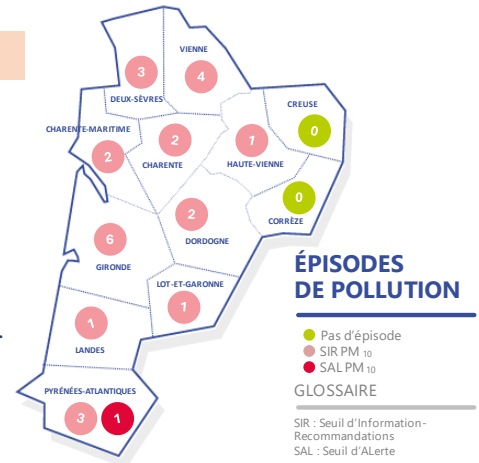 VIENNE
3
4
DEUX-SÈVRES
CREUSE
CHARENTE-MARITIME
0
2
1
2
CHARENTE
HAUTE-VIENNE
0
2
CORRÈZE
6
DORDOGNE
GIRONDE
LOT-ET-GARONNE
1
1
LANDES
PYRÉNÉES-ATLANTIQUES
3
1
ÉPISODES
DE POLLUTION
Pas d'épisode
SIR PM 10
SAL PM 10
GLOSSAIRE
SIR : Seuil d'Information-
Recommandations
SAL : Seuil d'ALerte